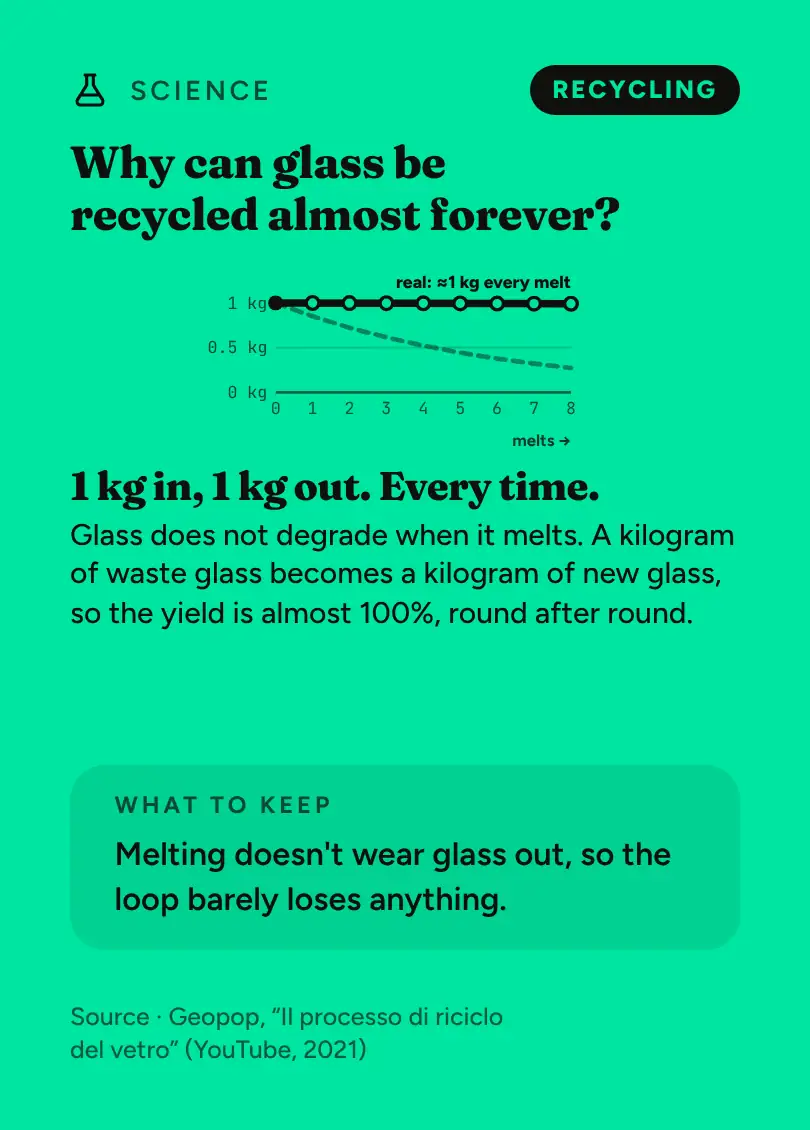 SCIENCE
RECYCLING
Why can glass be
recycled almost forever?
real: ≈1 kg every melt
1 kg
0.5 kg
0 kg
0 1 2 3 4 5 6 7 8
melts →
1 kg in, 1 kg out. Every time.
Glass does not degrade when it melts. A kilogram
of waste glass becomes a kilogram of new glass,
so the yield is almost 100%, round after round.
WHAT TO KEEP
Melting doesn't wear glass out, so the
loop barely loses anything.
Source · Geopop, “Il processo di riciclo
del vetro” (YouTube, 2021)